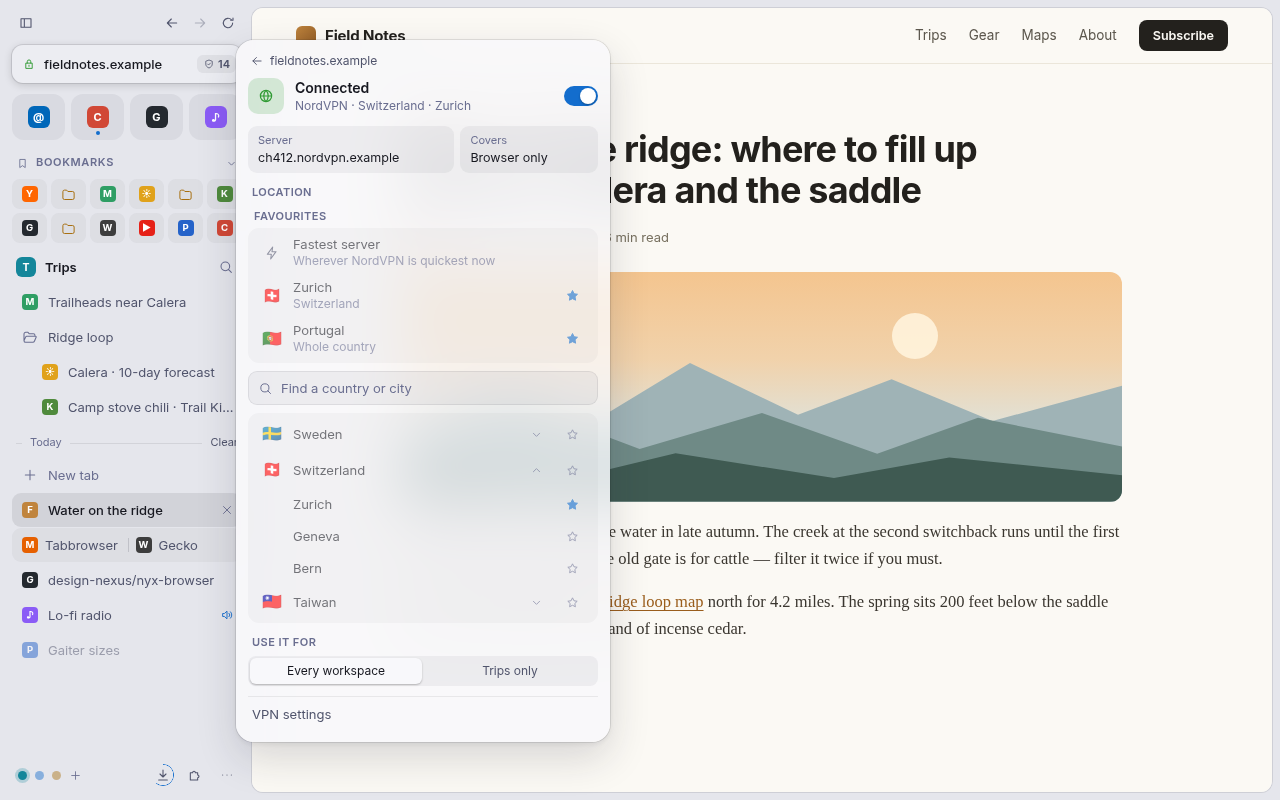 fieldnotes.example
14
@
C
G
BOOKMARKS
Y
M
K
G
W
P
C
T Trips
M Trailheads near Calera
Ridge loop
Calera · 10-day forecast
K Camp stove chili · Trail Ki...
Today
Clear
New tab
F Water on the ridge
M Tabbrowser
W Gecko
G design-nexus/nyx-browser
Lo-fi radio
P Gaiter sizes
fieldnotes.example
Connected
NordVPN · Switzerland · Zurich
Server
ch412.nordvpn.example
Covers
Browser only
LOCATION
FAVOURITES
Fastest server
Wherever NordVPN is quickest now
Zurich
Switzerland
Portugal
Whole country
Find a country or city
Sweden
Switzerland
Zurich
Geneva
Bern
Taiwan
USE IT FOR
Every workspace
Trips only
VPN settings
Field Notes
Trips
Gear
Maps
About
Subscribe
ridge: where to fill up
and the saddle
min read
water in late autumn. The creek at the second switchback runs until the first
old gate is for cattle — filter it twice if you must.
loop map north for 4.2 miles. The spring sits 200 feet below the saddle
of incense cedar.